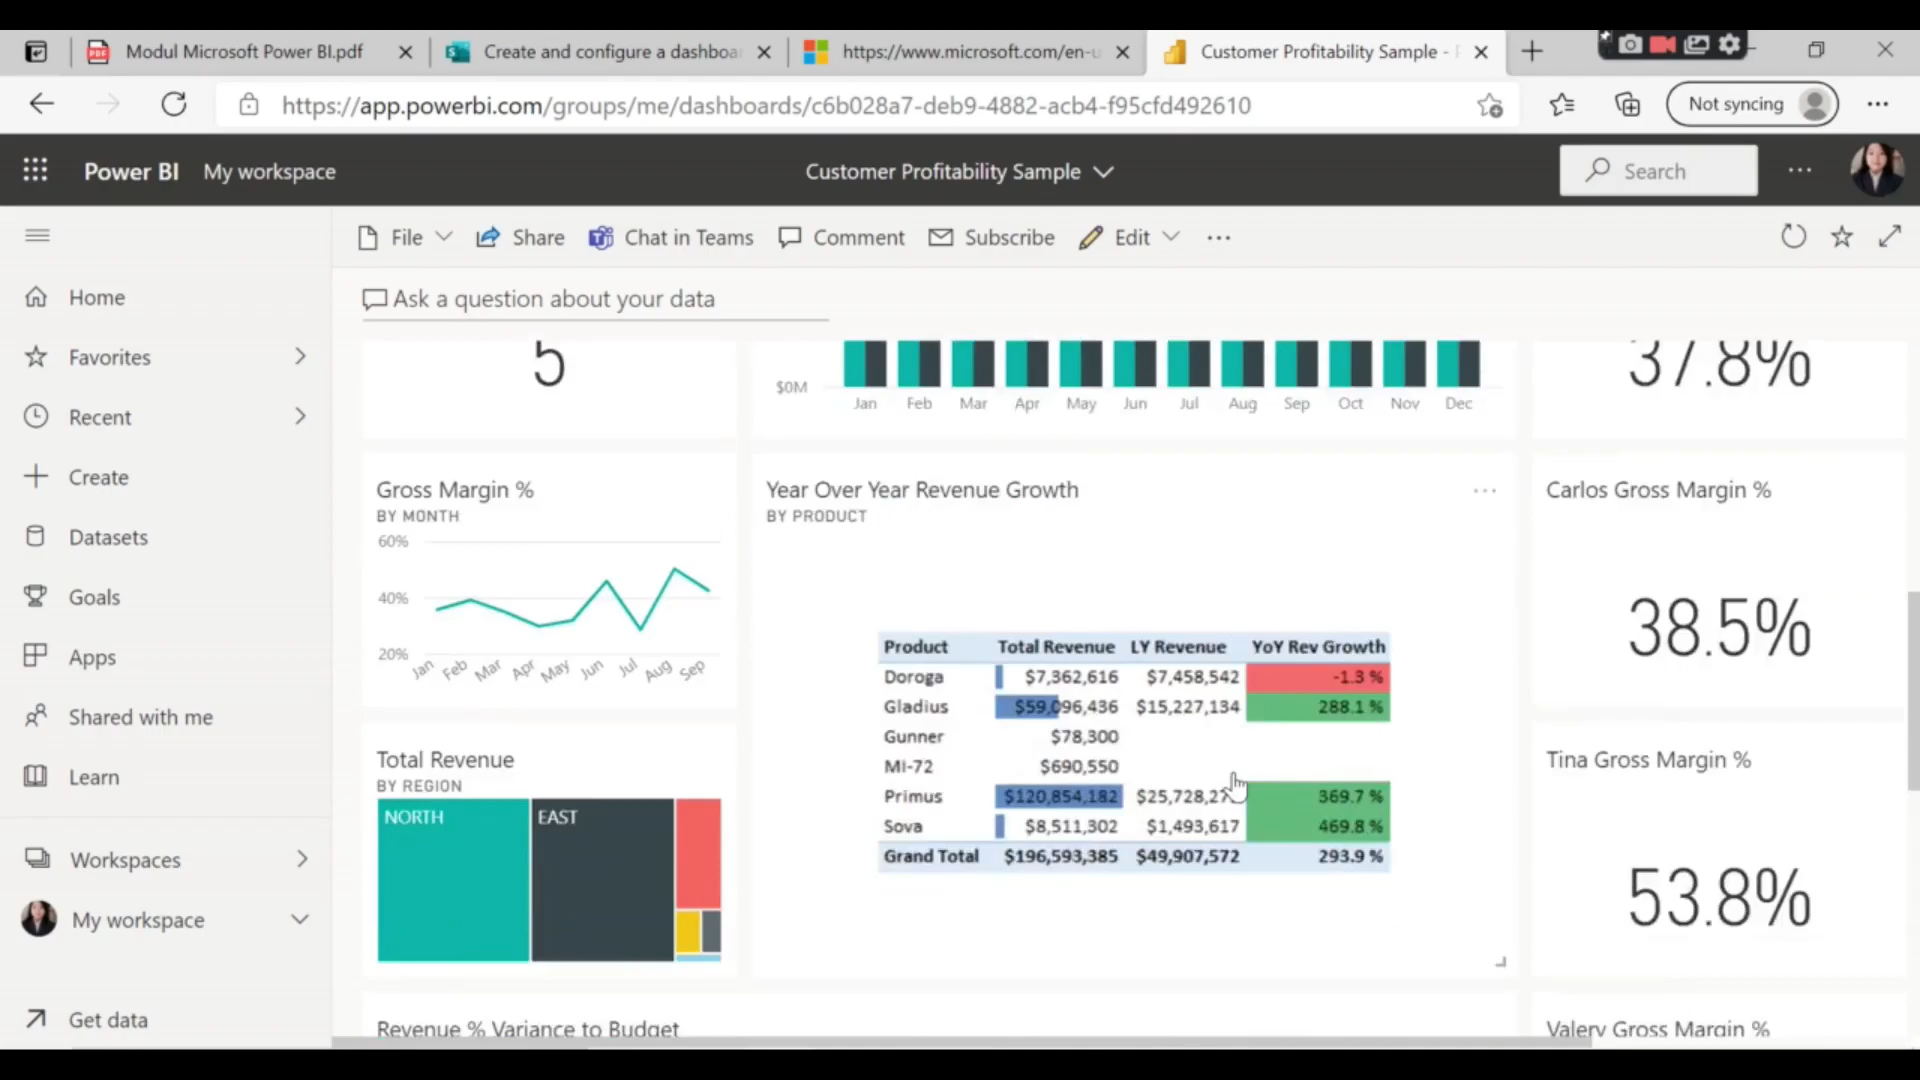 Modul Microsoft Power BI.pdf
Create and configure a dashboa
https://www.microsoft.com/en-u
Customer Profitability Sample -
https://app.powerbi.com/groups/me/dashboards/c6b028a7-deb9-4882-acb4-f95cfd492610
Not syncing
Power BI My workspace
Customer Profitability Sample
Search
File Share Chat in Teams Comment Subscribe Edit
Home
Favorites
Recent
Create
Datasets
Goals
Apps
Shared with me
Learn
Workspaces
My workspace
Get data
Ask a question about your data
5
$0M
Jan Feb Mar Apr May Jun Jul Aug Sep Oct Nov Dec
37.8%
Gross Margin %
BY MONTH
60%
40%
20%
Jan Feb Mar Apr May Jun Jul Aug Sep
Year Over Year Revenue Growth
BY PRODUCT
Product Total Revenue LY Revenue YoY Rev Growth
Doroga $7,362,616 $7,458,542 -1.3 %
Gladius $59,096,436 $15,227,134 288.1 %
Gunner $78,300
MI-72 $690,550
Primus $120,854,182 369.7 %
Sova $8,511,302 $1,493,617 469.8 %
Grand Total $196,593,385 $49,907,572 293.9 %
Carlos Gross Margin %
38.5%
Total Revenue
BY REGION
NORTH
EAST
Tina Gross Margin %
53.8%
Revenue % Variance to Budget
Valery Gross Margin %